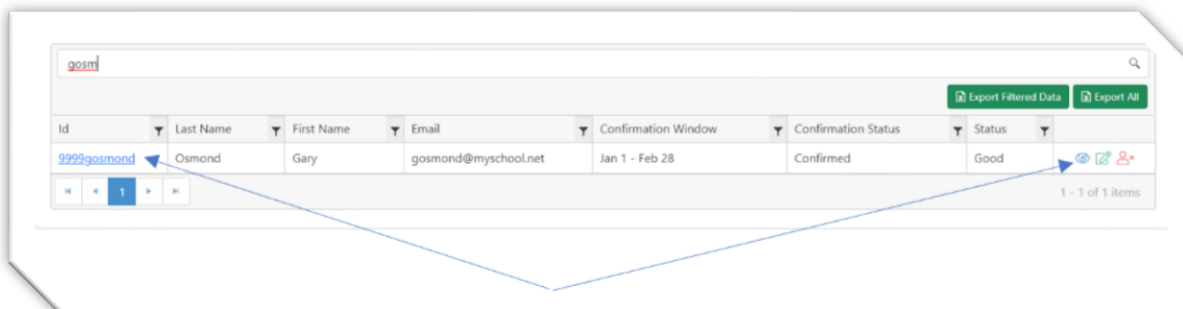 gosm
Export Filtered Data Export All
Id Last Name First Name Email Confirmation Window Confirmation Status Status
9999gosmond Osmond Gary gosmond@myschool.net Jan 1 - Feb 28 Confirmed Good
1 1 - 1 of 1 items